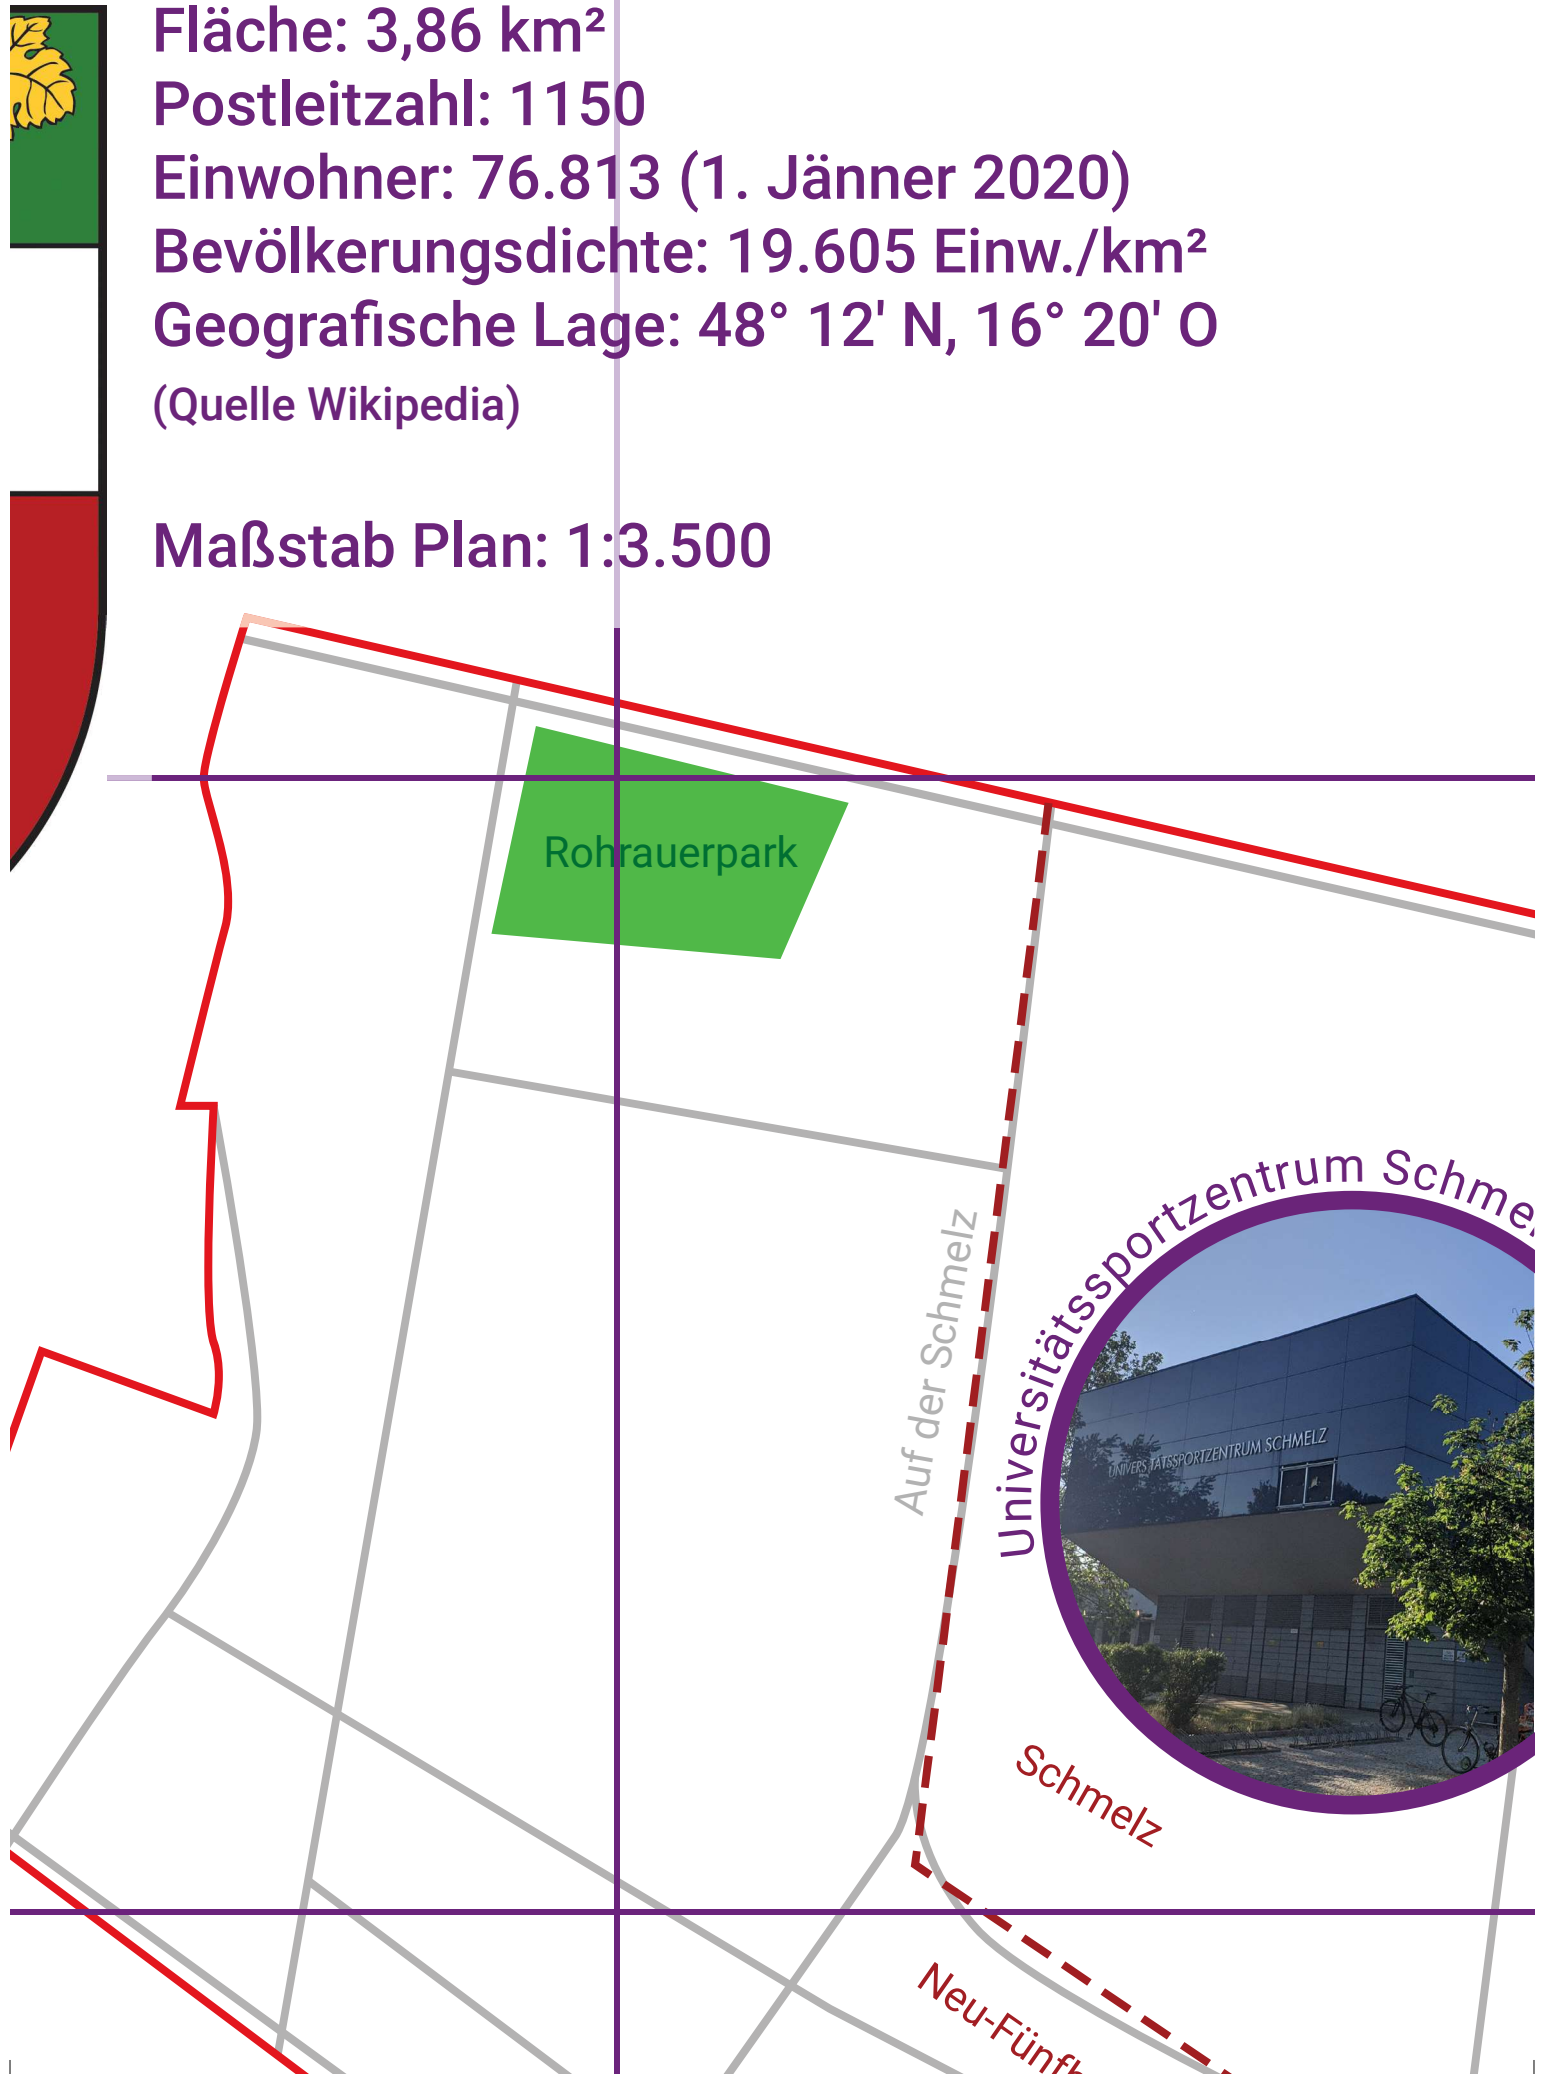 Fläche: 3,86 km²
Postleitzahl: 1150
Einwohner: 76.813 (1. Jänner 2020)
Bevölkerungsdichte: 19.605 Einw./km²
Geografische Lage: 48° 12' N, 16° 20' O
(Quelle Wikipedia)
Maßstab Plan: 1:3.500
Rohrauerpark
Auf der Schmelz
Universitätssportzentrum
UNIVERSITÄTSSPORTZENTRUM SCHMELZ
Schmelz